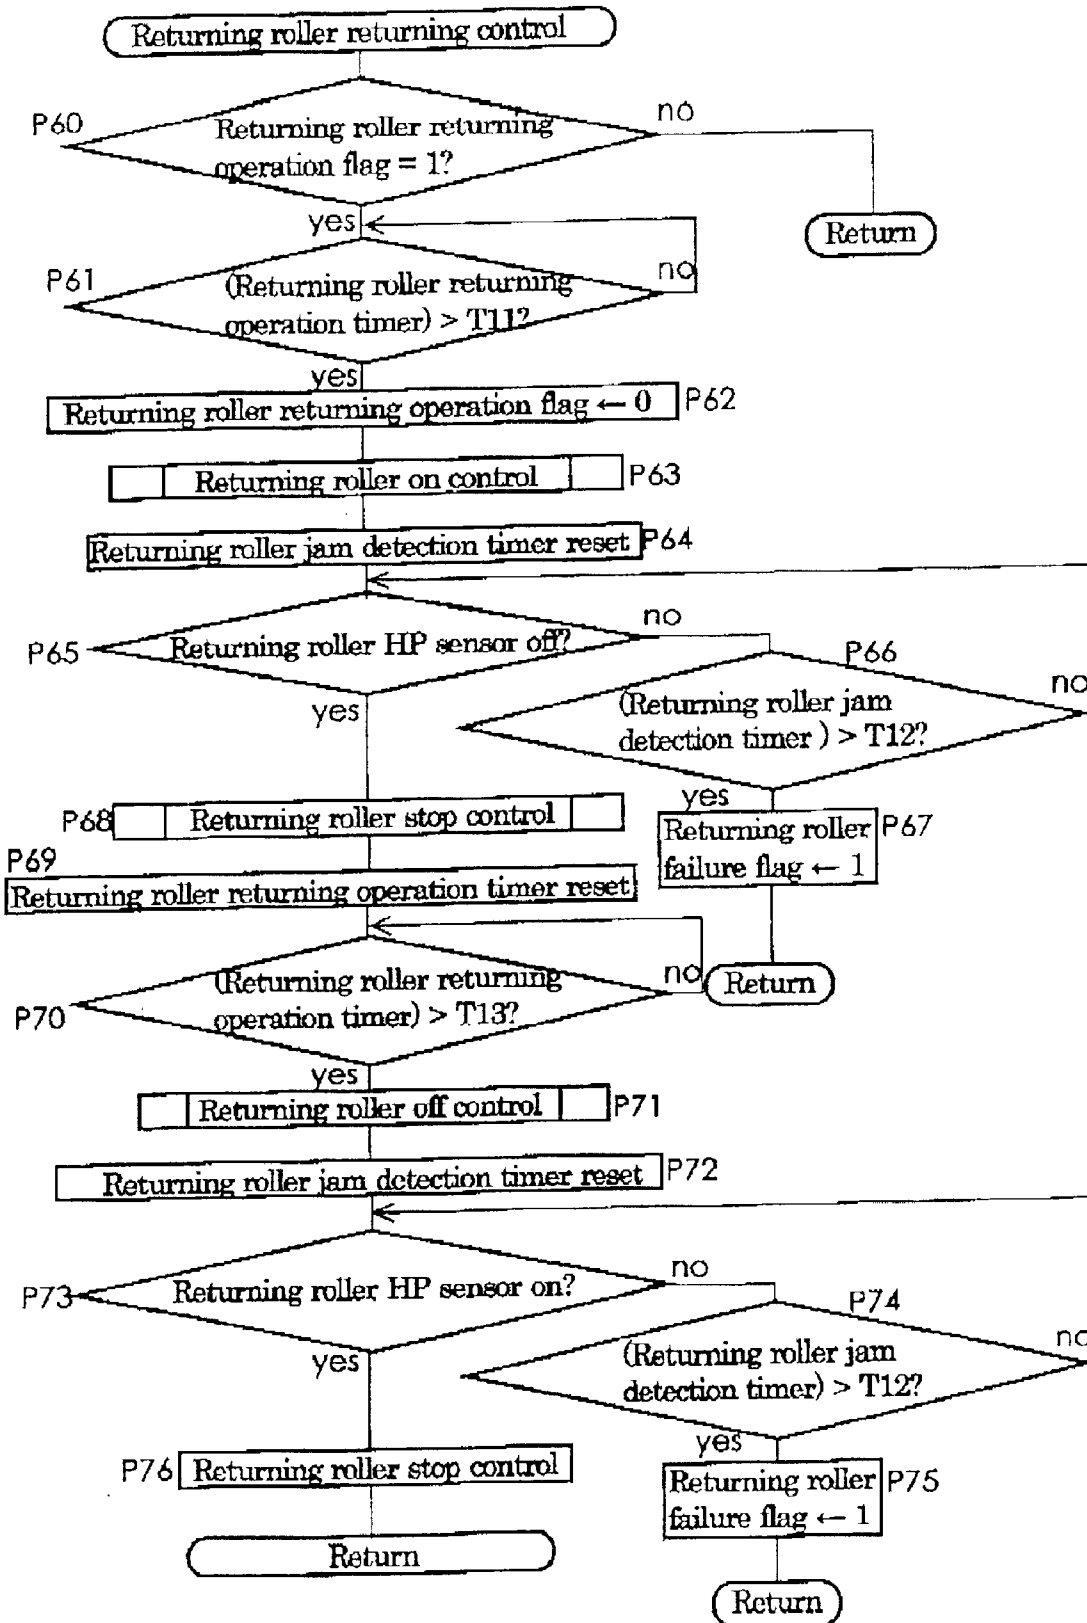 Returning roller returning control
P60
Returning roller returning
operation flag = 1?
no
Return
yes
P61
(Returning roller returning
operation timer) > T11?
no
yes
Returning roller returning operation flag ← 0
P62
Returning roller on control
P63
Returning roller jam detection timer reset
P64
P65
Returning roller HP sensor off?
no
yes
P66
(Returning roller jam
detection timer ) > T12?
no
yes
Returning roller
failure flag ← 1
P67
Return
P68
Returning roller stop control
P69
Returning roller returning operation timer reset
P70
(Returning roller returning
operation timer) > T13?
no
yes
Returning roller off control
P71
Returning roller jam detection timer reset
P72
P73
Returning roller HP sensor on?
no
yes
P74
(Returning roller jam
detection timer) > T12?
no
yes
Returning roller
failure flag ← 1
P75
Return
P76
Returning roller stop control
Return